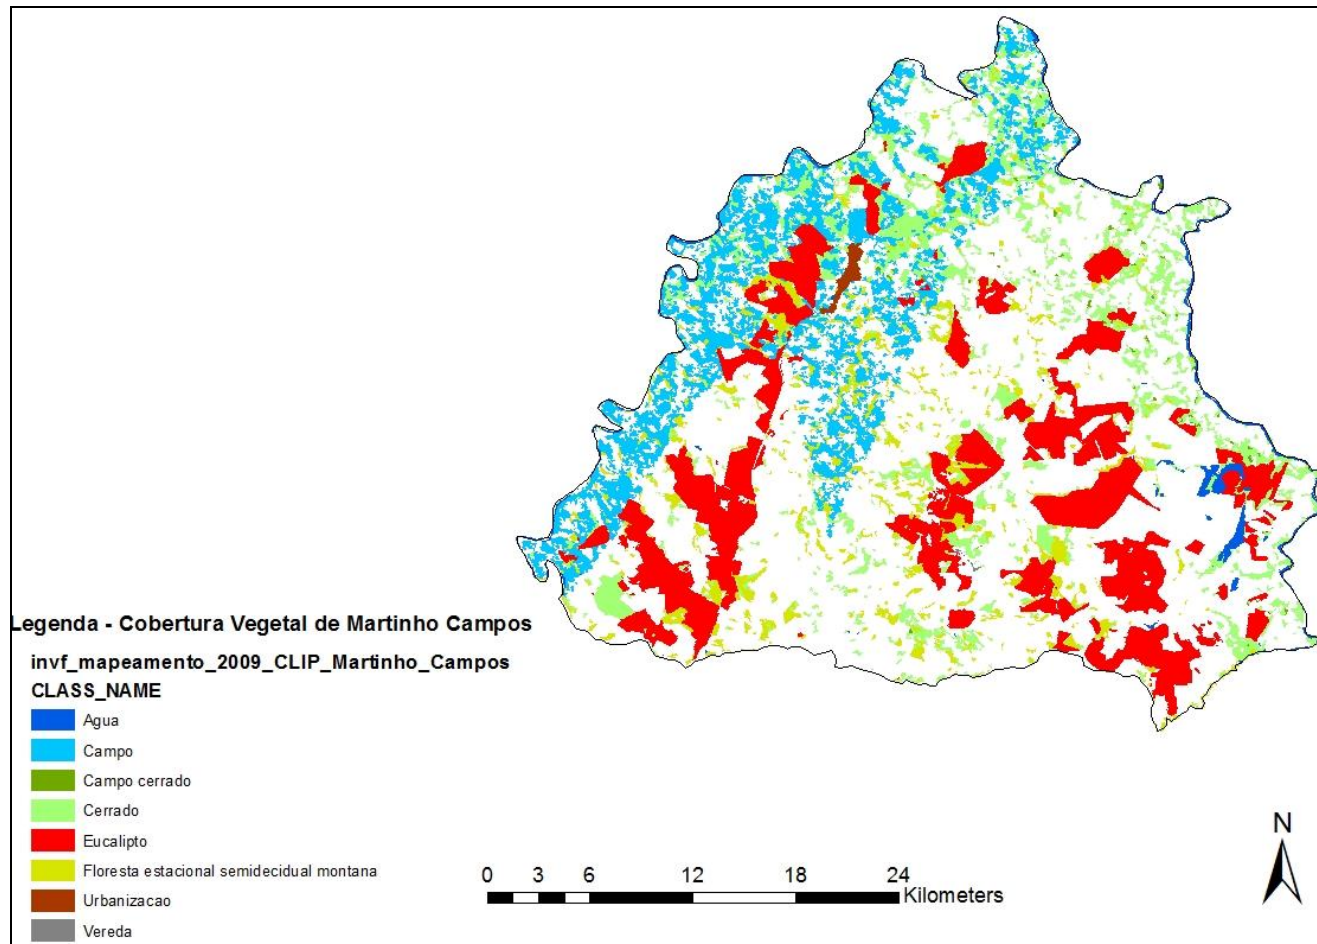 Legenda - Cobertura Vegetal de Martinho Campos
invf_mapeamento_2009_CLIP_Martinho_Campos
CLASS_NAME
Agua
Campo
Campo cerrado
Cerrado
Eucalipto
Floresta estacional semidecidual montana
Urbanizacao
Vereda
0 3 6 12 18 24
Kilometers
N